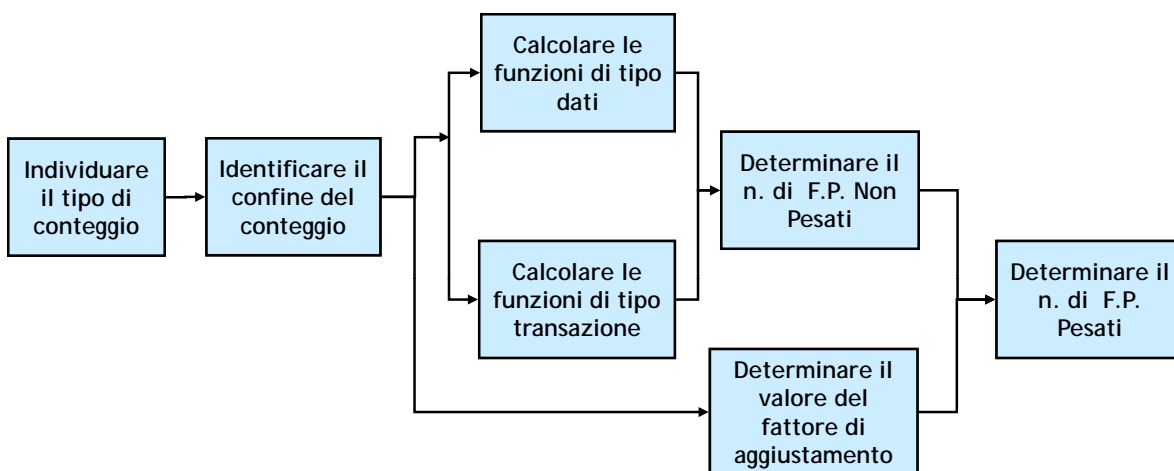 Individuare
il tipo di
conteggio
Identificare il
confine del
conteggio
Calcolare le
funzioni di tipo
dati
Calcolare le
funzioni di tipo
transazione
Determinare il
n. di F.P. Non
Pesati
Determinare il
valore del
fattore di
aggiustamento
Determinare il
n. di F.P.
Pesati